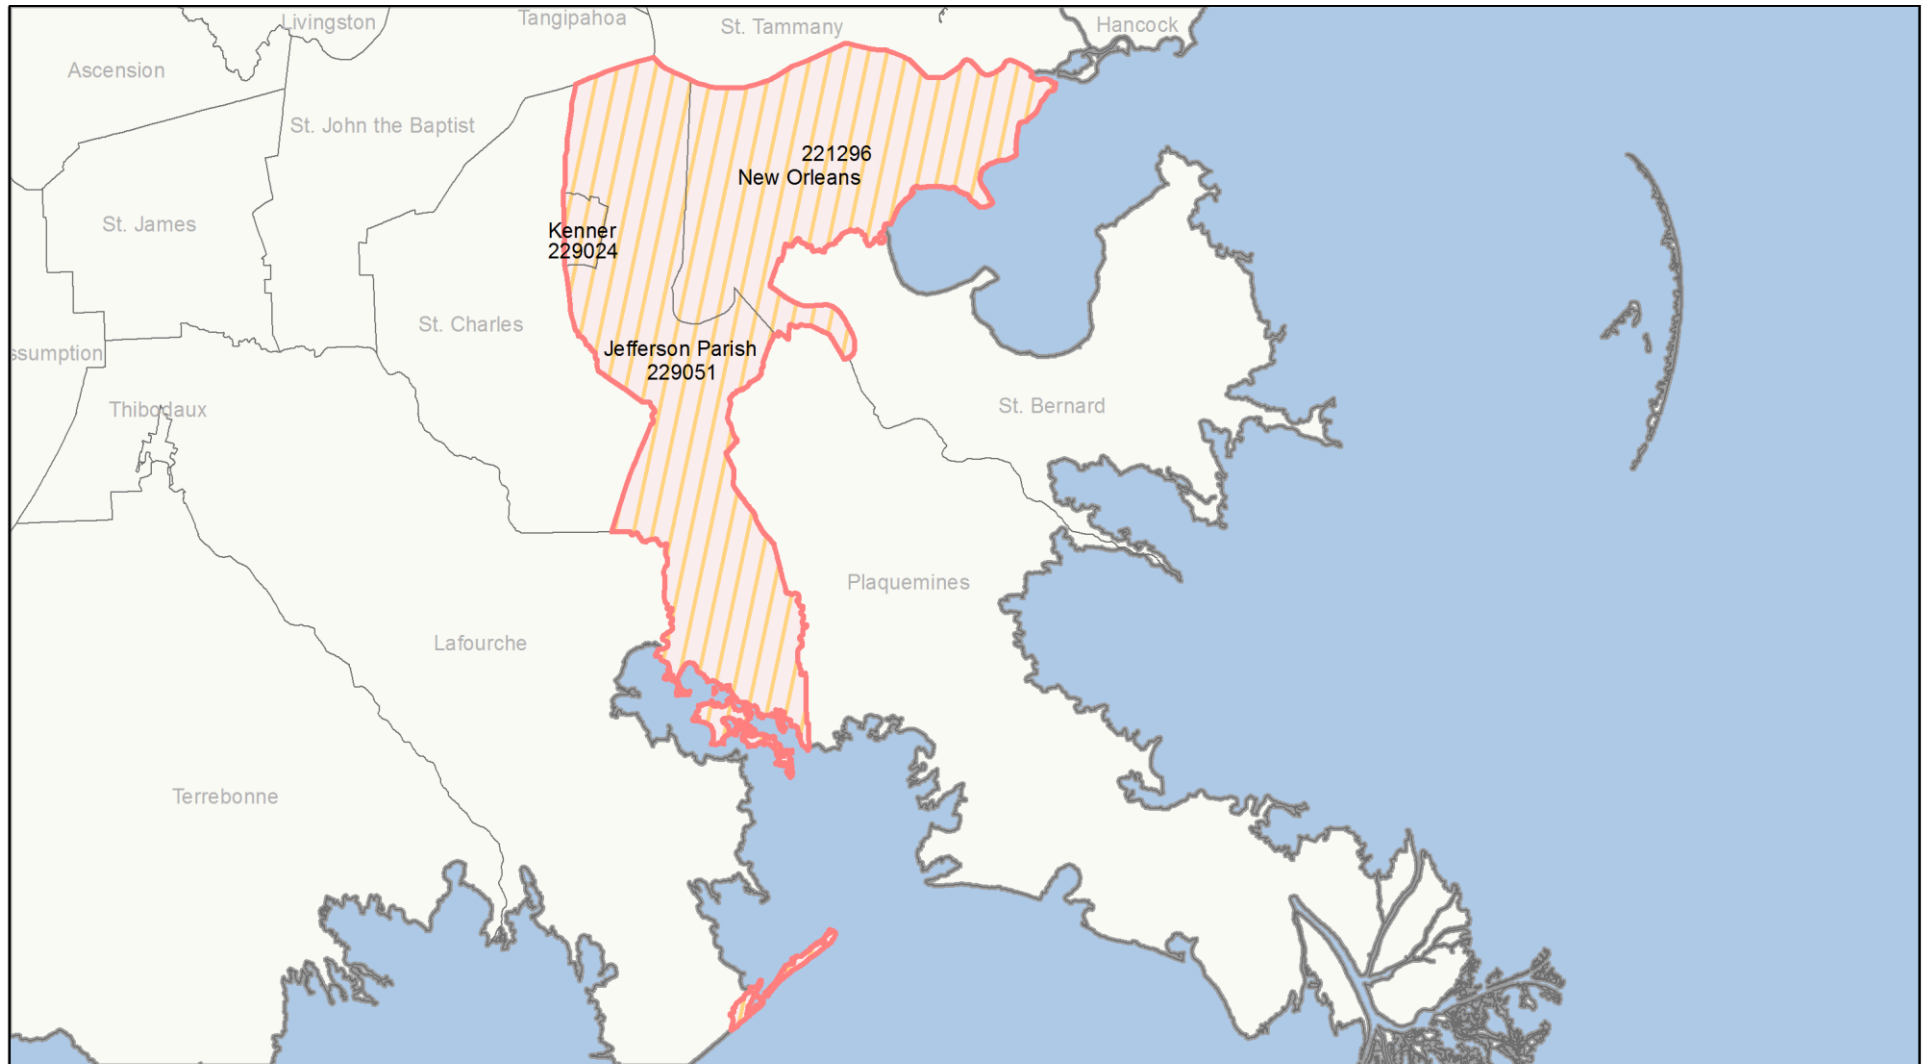 Livingston
Tangipahoa
St. Tammany
Hancock
Ascension
St. John the Baptist
221296
New Orleans
St. James
Kenner
229024
St. Charles
ssumption
Jefferson Parish
229051
Thibodaux
St. Bernard
Plaquemines
Lafourche
Terrebonne